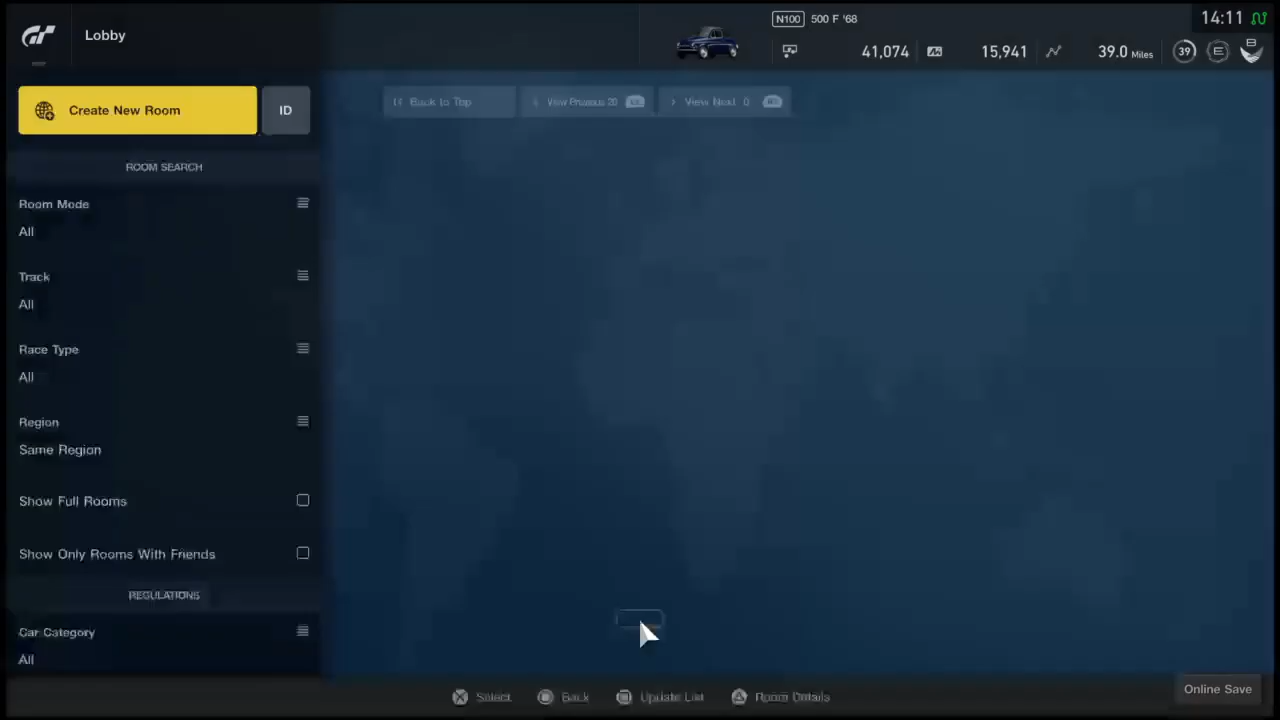 Lobby
N100 500 F '68
14:11
41,074
15,941
39.0 Miles
39
E
B
Create New Room
ID
Back to Top
View Previous 20
View Next 0
ROOM SEARCH
Room Mode
All
Track
All
Race Type
All
Region
Same Region
Show Full Rooms
Show Only Rooms With Friends
REGULATIONS
Car Category
All
Select
Back
Update List
Room Details
Online Save